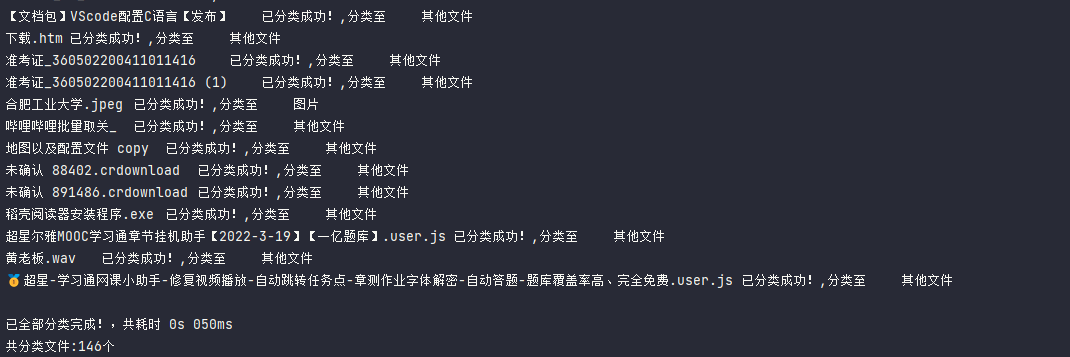 【文档包】VScode配置C语言【发布】 已分类成功!,分类至 其他文件
下载.htm 已分类成功!,分类至 其他文件
准考证_360502200411011416 已分类成功!,分类至 其他文件
准考证_360502200411011416 (1) 已分类成功!,分类至 其他文件
合肥工业大学.jpeg 已分类成功!,分类至 图片
哔哩哔哩批量取关_ 已分类成功!,分类至 其他文件
地图以及配置文件 copy 已分类成功!,分类至 其他文件
未确认 88402.crdownload 已分类成功!,分类至 其他文件
未确认 891486.crdownload 已分类成功!,分类至 其他文件
稻壳阅读器安装程序.exe 已分类成功!,分类至 其他文件
超星尔雅MOOC学习通章节挂机助手【2022-3-19】【一亿题库】.user.js 已分类成功!,分类至 其他文件
黄老板.wav 已分类成功!,分类至 其他文件
🥇超星-学习通网课小助手-修复视频播放-自动跳转任务点-章测作业字体解密-自动答题-题库覆盖率高、完全免费.user.js 已分类成功!,分类至 其他文件
已全部分类完成!，共耗时 0s 050ms
共分类文件:146个